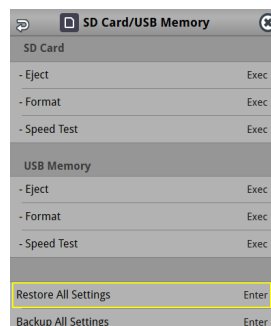 SD Card/USB Memory
SD Card
- Eject Exec
- Format Exec
- Speed Test Exec
USB Memory
- Eject Exec
- Format Exec
- Speed Test Exec
Restore All Settings Enter
Backup All Settings Enter